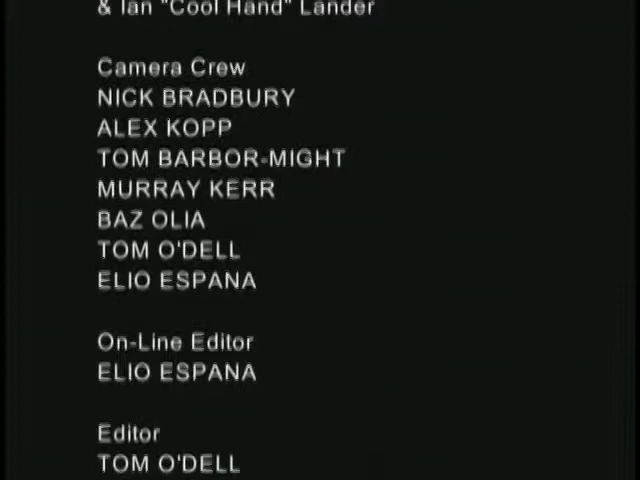 & Ian "Cool Hand" Lander
Camera Crew
NICK BRADBURY
ALEX KOPP
TOM BARBOR-MIGHT
MURRAY KERR
BAZ OLIA
TOM O'DELL
ELIO ESPANA
On-Line Editor
ELIO ESPANA
Editor
TOM O'DELL